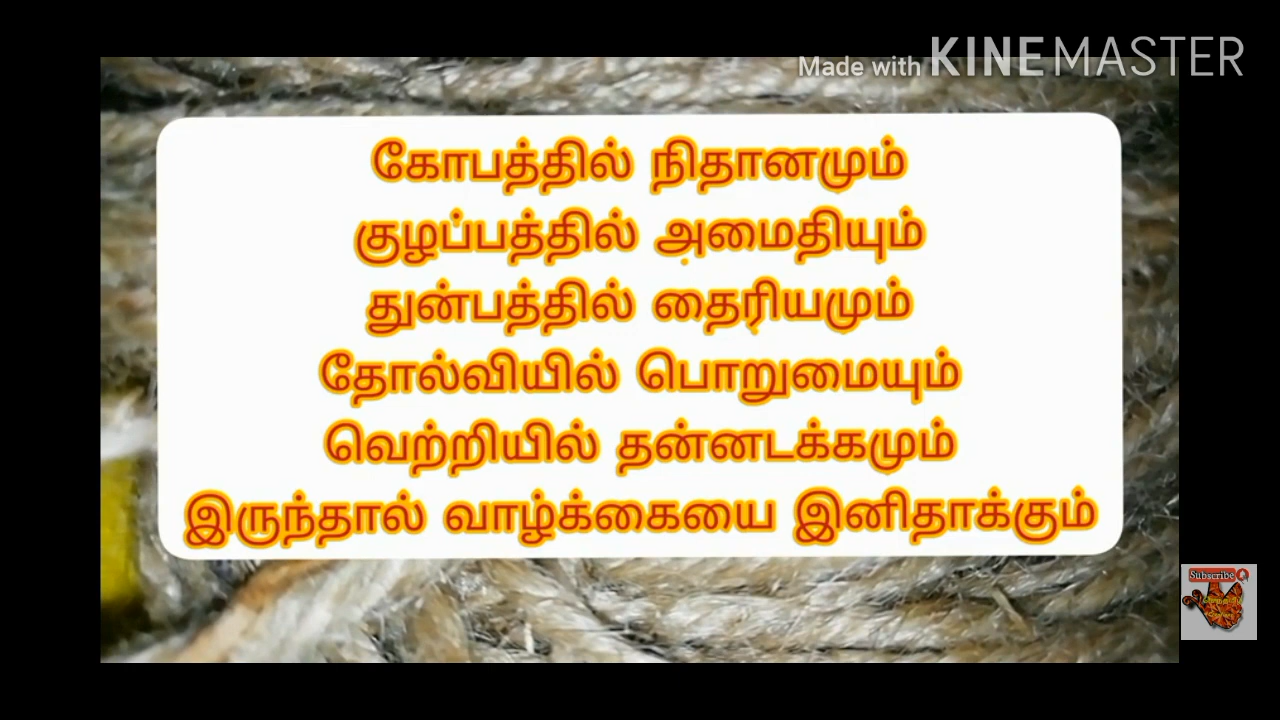 Made with KINEMASTER
கோபத்தில் நிதானமும்
குழப்பத்தில் அமைதியும்
துன்பத்தில் தைரியமும்
தோல்வியில் பொறுமையும்
வெற்றியில் தன்னடக்கமும்
இருந்தால் வாழ்க்கையை இனிதாக்கும்
Subscribe